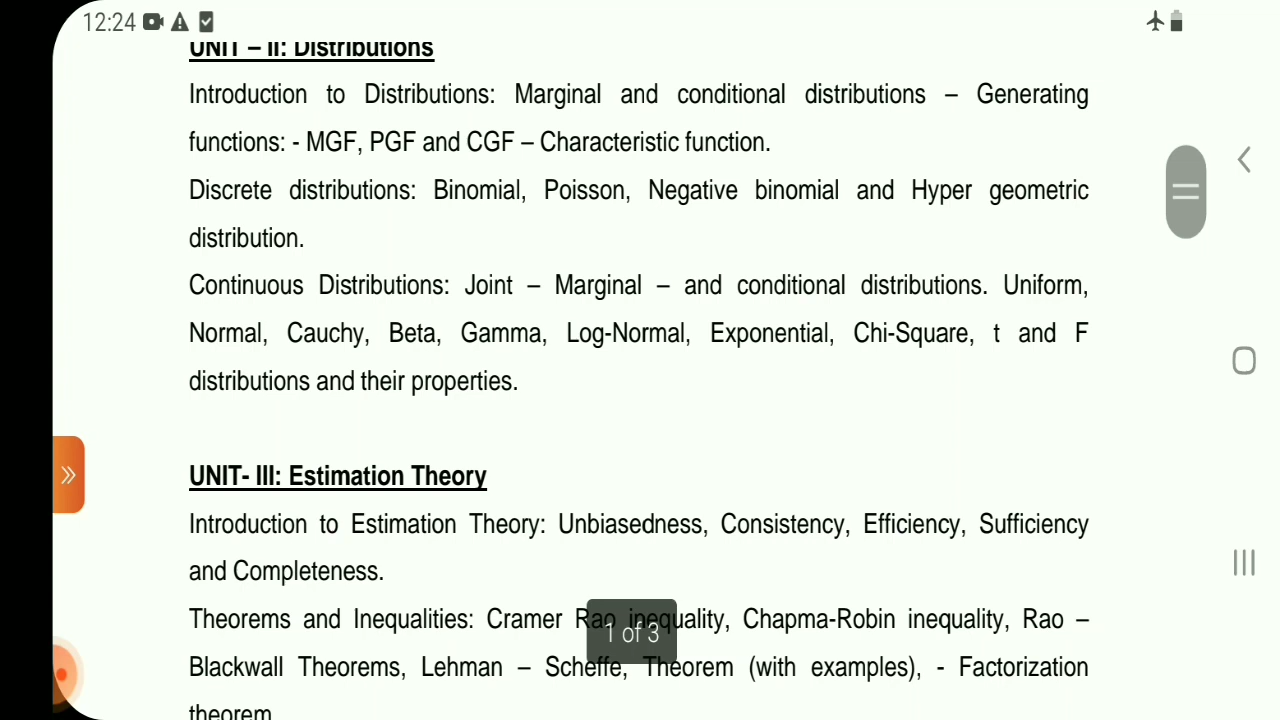 12:24
UNIT – II: Distributions
Introduction to Distributions: Marginal and conditional distributions – Generating
functions: - MGF, PGF and CGF – Characteristic function.
Discrete distributions: Binomial, Poisson, Negative binomial and Hyper geometric
distribution.
Continuous Distributions: Joint – Marginal – and conditional distributions. Uniform,
Normal, Cauchy, Beta, Gamma, Log-Normal, Exponential, Chi-Square, t and F
distributions and their properties.
UNIT- III: Estimation Theory
Introduction to Estimation Theory: Unbiasedness, Consistency, Efficiency, Sufficiency
and Completeness.
Theorems and Inequalities: Cramer Rao inequality, Chapma-Robin inequality, Rao –
1 of 3
Blackwall Theorems, Lehman – Scheffe, Theorem (with examples), - Factorization
theorem